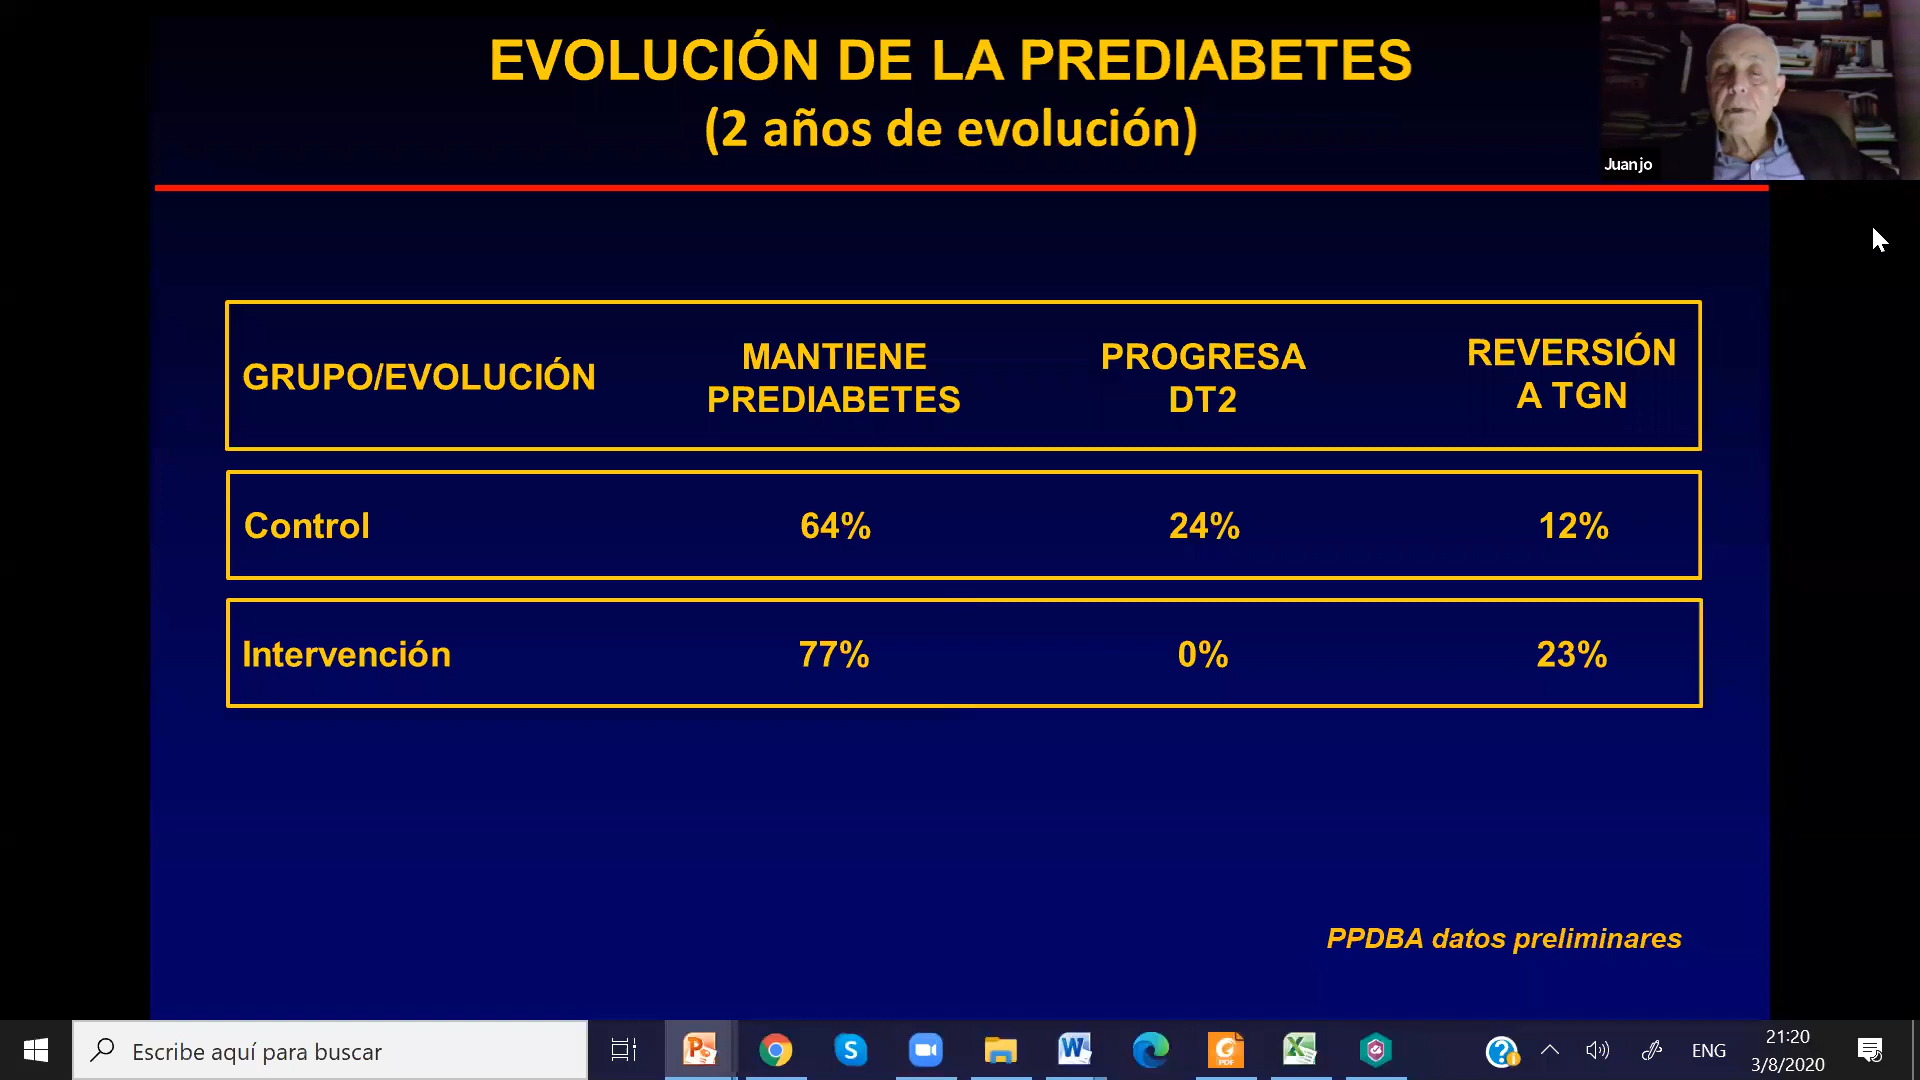 EVOLUCIÓN DE LA PREDIABETES
(2 años de evolución)
Juanjo
GRUPO/EVOLUCIÓN
MANTIENE
PREDIABETES
PROGRESA
DT2
REVERSIÓN
A TGN
Control 64% 24% 12%
Intervención 77% 0% 23%
PPDBA datos preliminares
Escribe aquí para buscar
ENG
21:20
3/8/2020